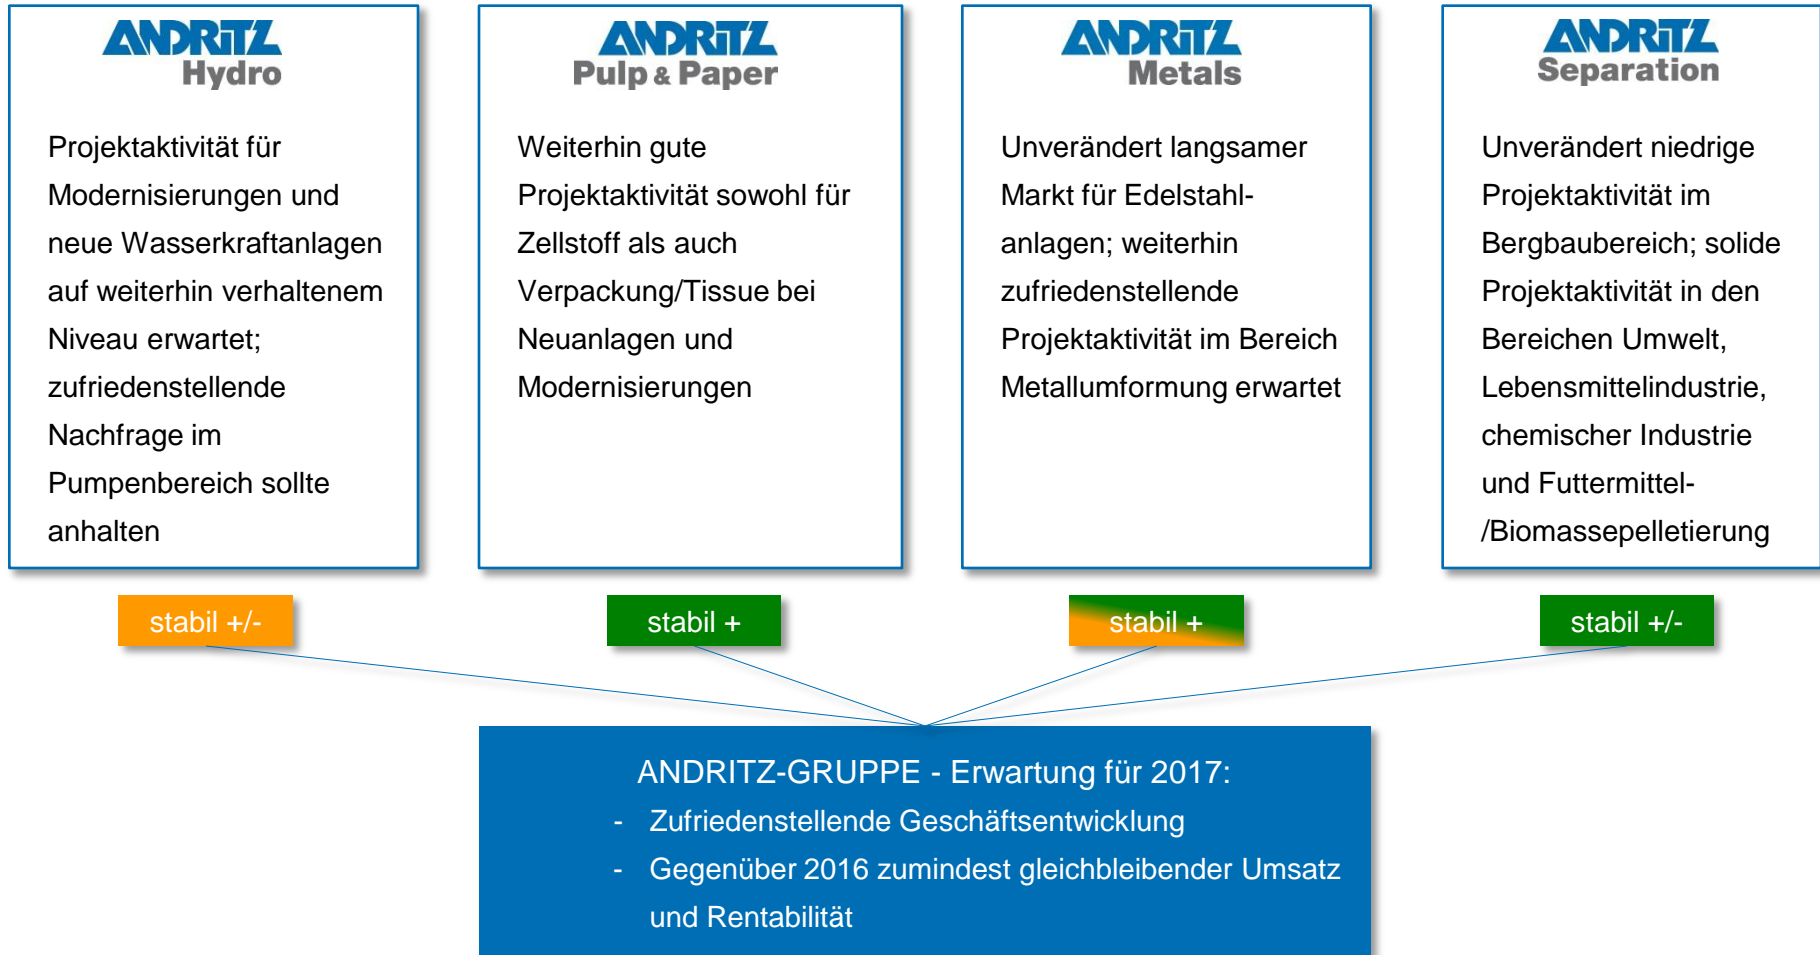 ANDRITZ
Hydro
Projektaktivität für
Modernisierungen und
neue Wasserkraftanlagen
auf weiterhin verhaltenem
Niveau erwartet;
zufriedenstellende
Nachfrage im
Pumpenbereich sollte
anhalten
stabil +/-
ANDRITZ
Pulp & Paper
Weiterhin gute
Projektaktivität sowohl für
Zellstoff als auch
Verpackung/Tissue bei
Neuanlagen und
Modernisierungen
stabil +
ANDRITZ
Metals
Unverändert langsamer
Markt für Edelstahl-
anlagen; weiterhin
zufriedenstellende
Projektaktivität im Bereich
Metallumformung erwartet
stabil +
ANDRITZ
Separation
Unverändert niedrige
Projektaktivität im
Bergbaubereich; solide
Projektaktivität in den
Bereichen Umwelt,
Lebensmittelindustrie,
chemischer Industrie
und Futtermittel-
/Biomassepelletierung
stabil +/-
ANDRITZ-GRUPPE - Erwartung für 2017:
- Zufriedenstellende Geschäftsentwicklung
- Gegenüber 2016 zumindest gleichbleibender Umsatz
und Rentabilität